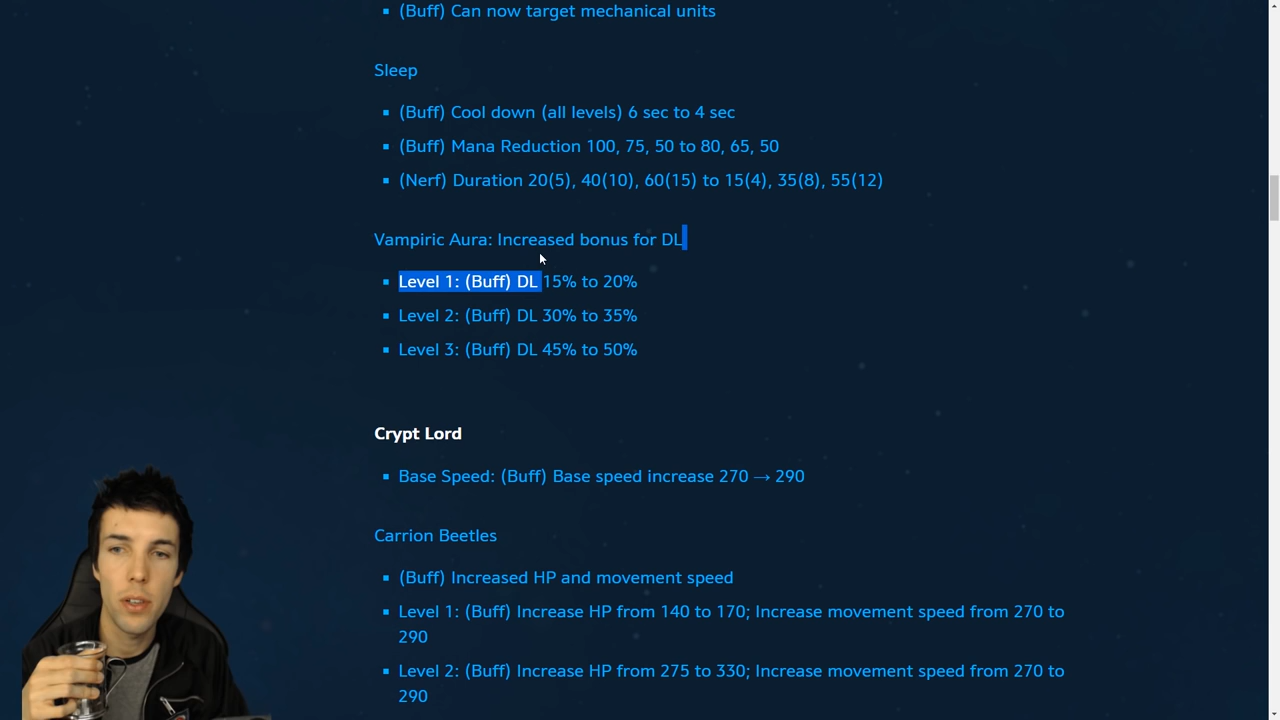 (Buff) Can now target mechanical units
Sleep
(Buff) Cool down (all levels) 6 sec to 4 sec
(Buff) Mana Reduction 100, 75, 50 to 80, 65, 50
(Nerf) Duration 20(5), 40(10), 60(15) to 15(4), 35(8), 55(12)
Vampiric Aura: Increased bonus for DL
Level 1: (Buff) DL 15% to 20%
Level 2: (Buff) DL 30% to 35%
Level 3: (Buff) DL 45% to 50%
Crypt Lord
Base Speed: (Buff) Base speed increase 270 → 290
Carrion Beetles
(Buff) Increased HP and movement speed
Level 1: (Buff) Increase HP from 140 to 170; Increase movement speed from 270 to
290
Level 2: (Buff) Increase HP from 275 to 330; Increase movement speed from 270 to
290